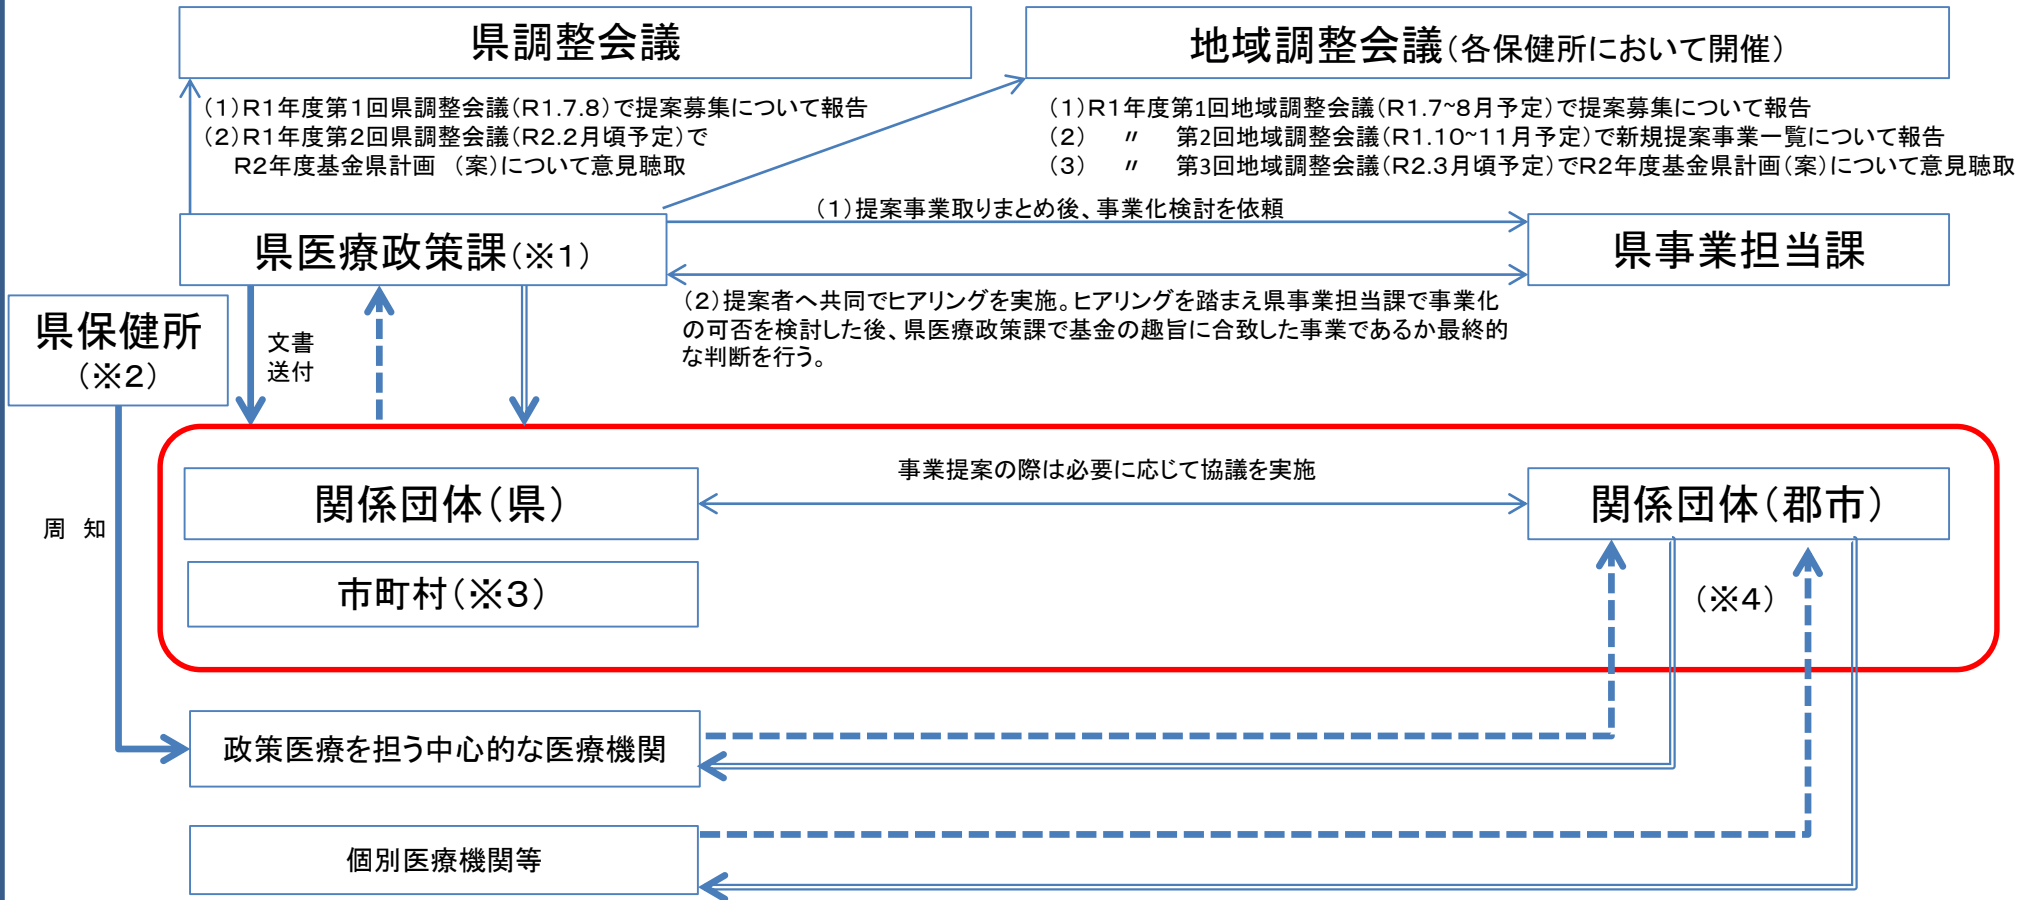 県調整会議
地域調整会議(各保健所において開催)
(1)R1年度第1回県調整会議(R1.7.8)で提案募集について報告
(2)R1年度第2回県調整会議(R2.2月頃予定)で
R2年度基金県計画 (案)について意見聴取
(1)R1年度第1回地域調整会議(R1.7~8月予定)で提案募集について報告
(2) 〃 第2回地域調整会議(R1.10~11月予定)で新規提案事業一覧について報告
(3) 〃 第3回地域調整会議(R2.3月頃予定)でR2年度基金県計画(案)について意見聴取
(1)提案事業取りまとめ後、事業化検討を依頼
県医療政策課(※1)
県事業担当課
(2)提案者へ共同でヒアリングを実施。ヒアリングを踏まえ県事業担当課で事業化
の可否を検討した後、県医療政策課で基金の趣旨に合致した事業であるか最終的
な判断を行う。
県保健所
(※2)
文書
送付
事業提案の際は必要に応じて協議を実施
関係団体(県)
関係団体(郡市)
周 知
市町村(※3)
(※4)
政策医療を担う中心的な医療機関
個別医療機関等